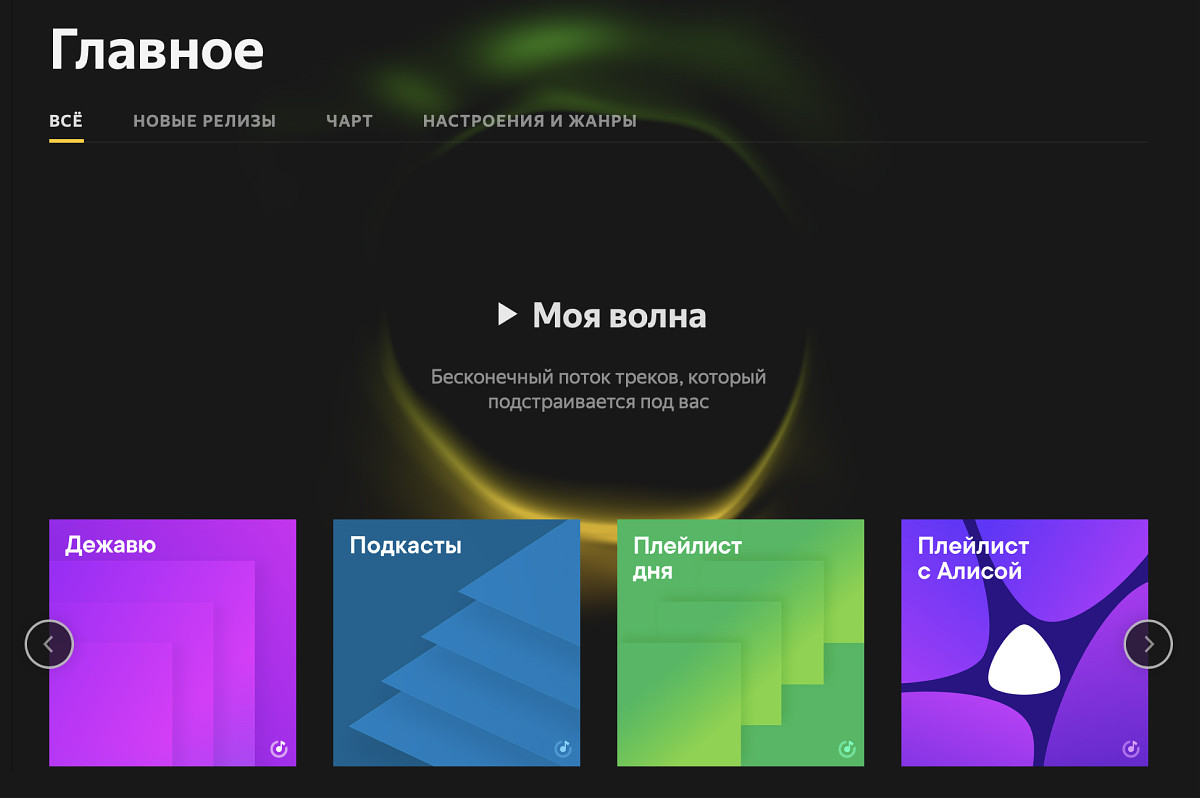 Главное
ВСЁ НОВЫЕ РЕЛИЗЫ ЧАРТ НАСТРОЕНИЯ И ЖАНРЫ
Моя волна
Бесконечный поток треков, который
подстраивается под вас
Дежавю
Подкасты
Плейлист
дня
Плейлист
с Алисой